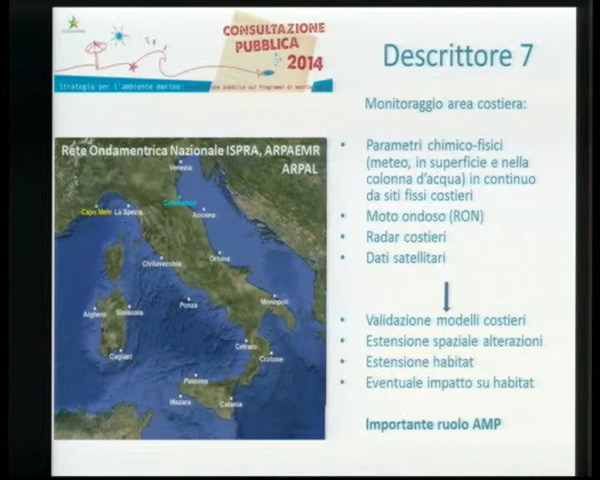 CONSULTAZIONE
PUBBLICA
2014
Strategia per l'ambiente marino
Descrittore 7
Monitoraggio area costiera:
Rete Ondamentrica Nazionale ISPRA, ARPAEMR
ARPAL
Venezia
Cesenatico
Capo Mele
La Spezia
Ancona
Civitavecchia
Ortona
Alghero
Siniscola
Ponza
Monopoli
Cagliari
Cetraro
Crotone
Palermo
Mazara
Catania
• Parametri chimico-fisici
(meteo, in superficie e nella
colonna d'acqua) in continuo
da siti fissi costieri
• Moto ondoso (RON)
• Radar costieri
• Dati satellitari
• Validazione modelli costieri
• Estensione spaziale alterazioni
• Estensione habitat
• Eventuale impatto su habitat
Importante ruolo AMP